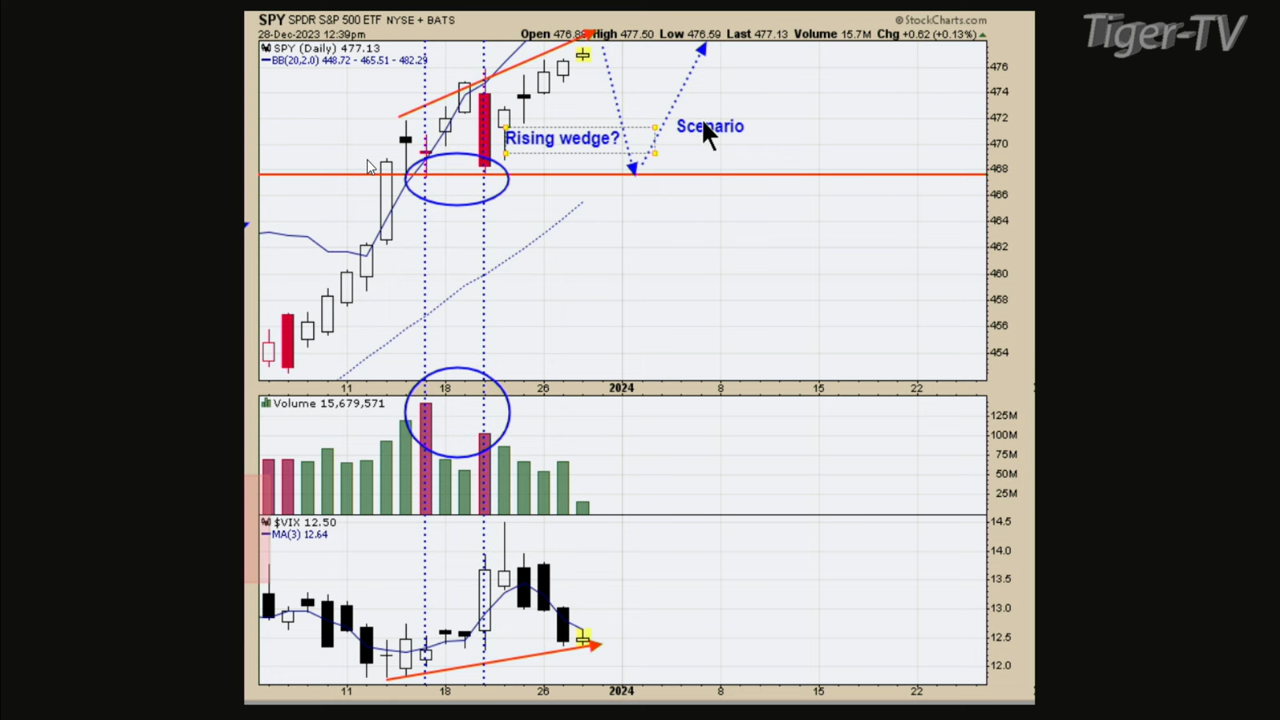 Tiger-TV
SPY SPDR S&P 500 ETF NYSE + BATS © StockCharts.com
28-Dec-2023 12:39pm Open 476.88 High 477.50 Low 476.59 Last 477.13 Volume 15.7M Chg +0.62 (+0.13%)
SPY (Daily) 477.13
BB(20,2.0) 448.72 - 465.51 - 482.29
476
474
472
470
468
466
464
462
460
458
456
454
Scenario
Rising wedge?
11 18 26 2024 8 15 22
Volume 15,679,571
125M
100M
75M
50M
25M
$VIX 12.50
MA(3) 12.64
14.5
14.0
13.5
13.0
12.5
12.0
11 18 26 2024 8 15 22